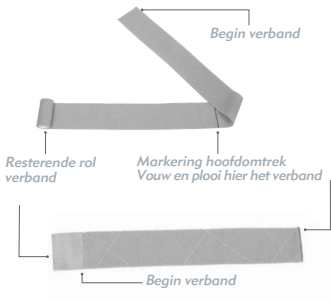 Begin verband
Resterende rol
verband
Markering hoofdomtrek
Vouw en plooi hier het verband
Begin verband